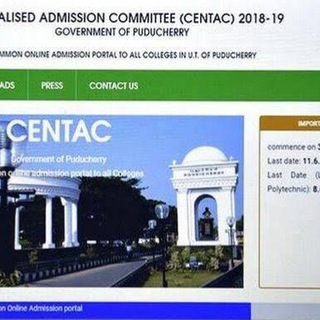 ALISED ADMISSION COMMITTEE (CENTAC) 2018-19
GOVERNMENT OF PUDUCHERRY
MMON ONLINE ADMISSION PORTAL TO ALL COLLEGES IN U.T. OF PUDUCHERRY
ADS PRESS CONTACT US
CENTAC
Government of Puducherry
n online admission portal to all Colleges
IMPORT
commence on 3
Last date: 11.6.
Last Date (L
Polytechnic): 8.
on Online Admission portal